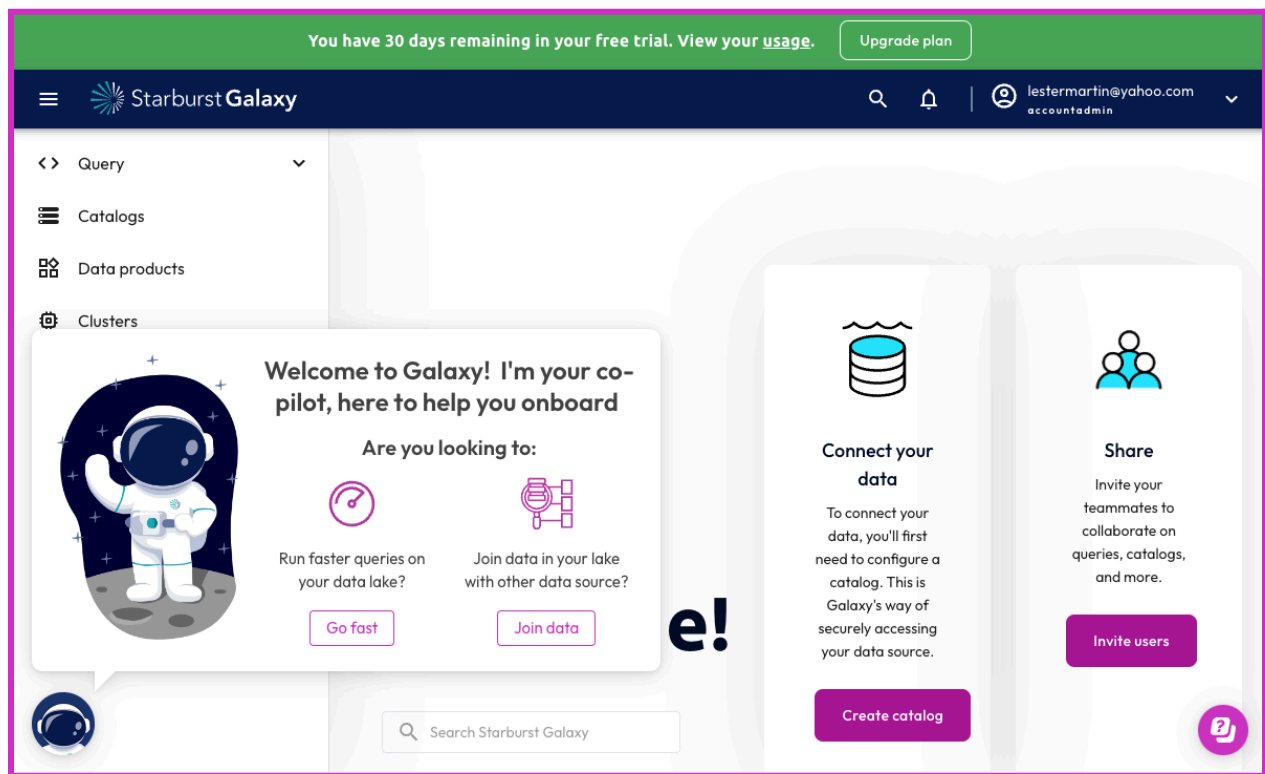 You have 30 days remaining in your free trial. View your usage.
Upgrade plan
Starburst Galaxy
lestermartin@yahoo.com
accountadmin
Query
Catalogs
Data products
Clusters
Welcome to Galaxy! I'm your co-
pilot, here to help you onboard
Are you looking to:
Run faster queries on
your data lake?
Go fast
Join data in your lake
with other data source?
Join data
e!
Search Starburst Galaxy
Connect your
data
To connect your
data, you'll first
need to configure a
catalog. This is
Galaxy's way of
securely accessing
your data source.
Create catalog
Share
Invite your
teammates to
collaborate on
queries, catalogs,
and more.
Invite users